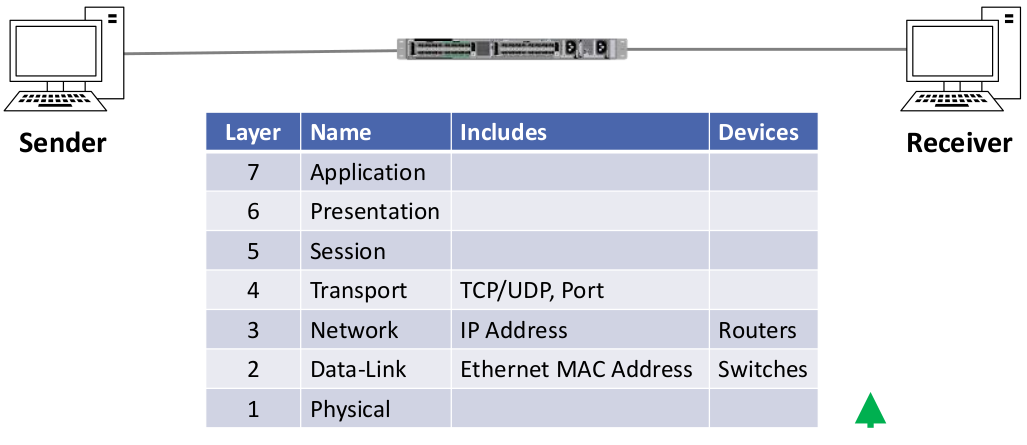 Sender
Receiver
Layer Name Includes Devices
7 Application
6 Presentation
5 Session
4 Transport TCP/UDP, Port
3 Network IP Address Routers
2 Data-Link Ethernet MAC Address Switches
1 Physical